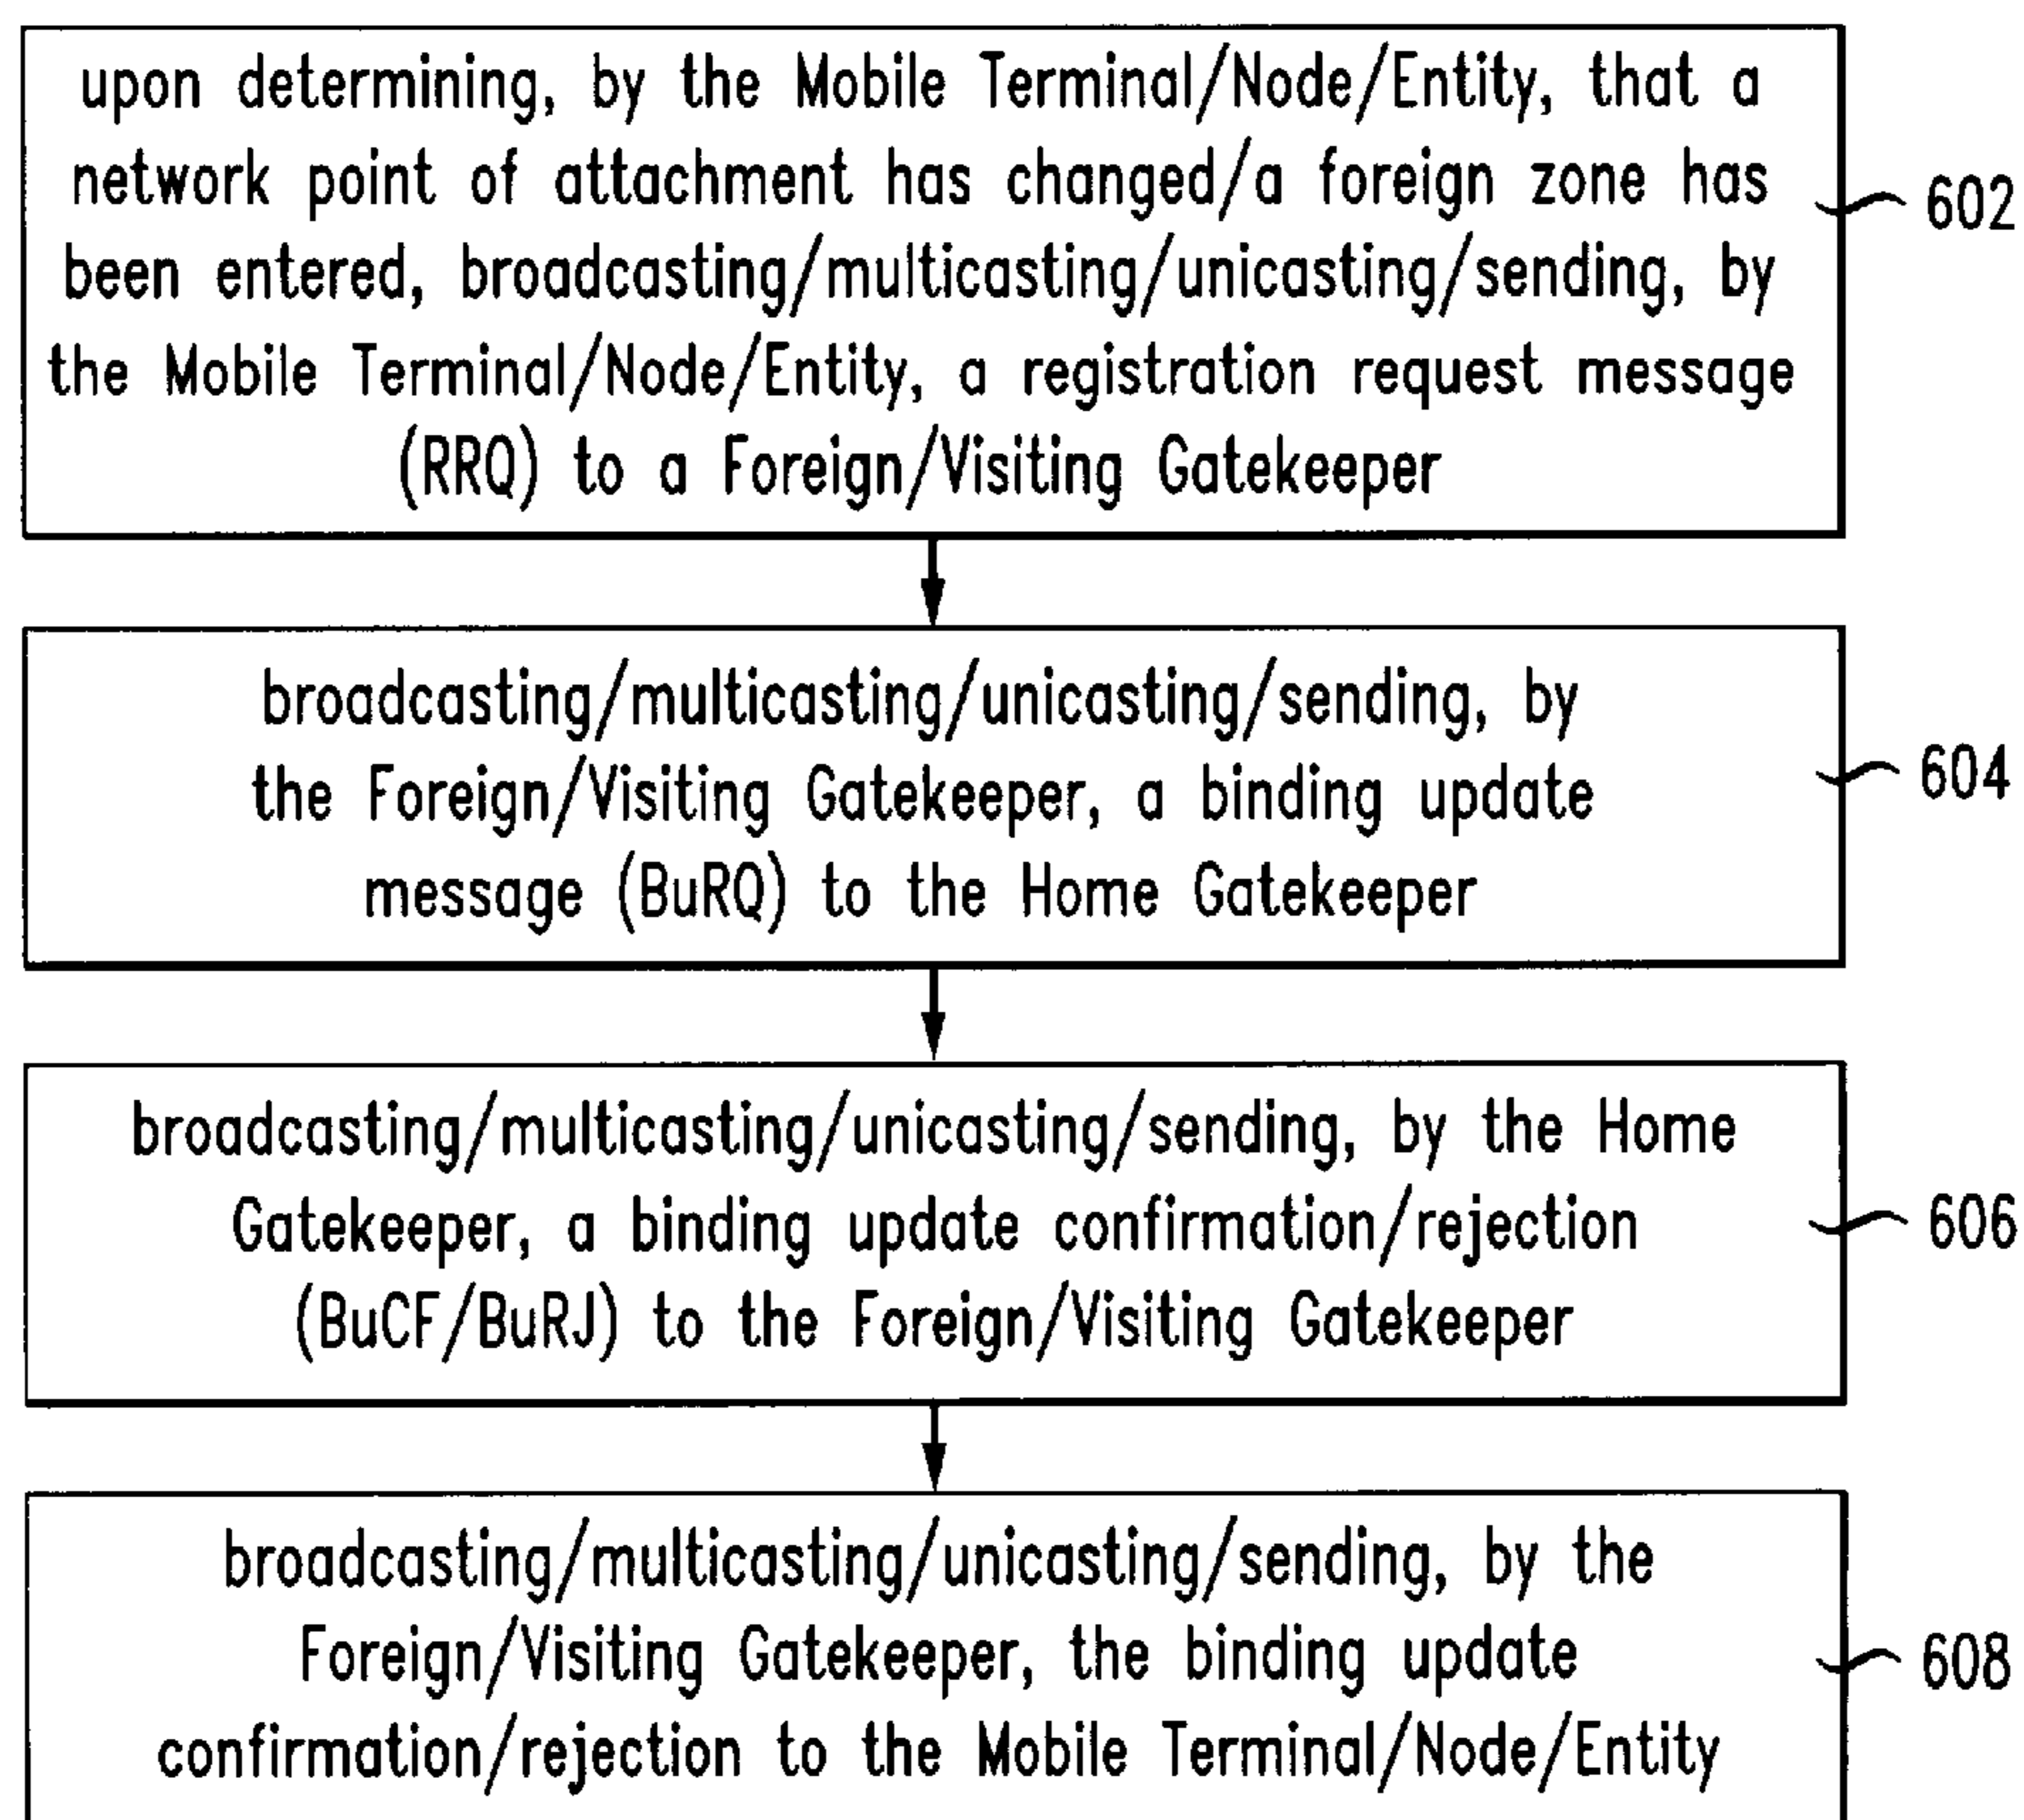 upon determining, by the Mobile Terminal/Node/Entity, that a
network point of attachment has changed/a foreign zone has
been entered, broadcasting/multicasting/unicasting/sending, by
the Mobile Terminal/Node/Entity, a registration request message
(RRQ) to a Foreign/Visiting Gatekeeper
602
broadcasting/multicasting/unicasting/sending, by
the Foreign/Visiting Gatekeeper, a binding update
message (BuRQ) to the Home Gatekeeper
604
broadcasting/multicasting/unicasting/sending, by the Home
Gatekeeper, a binding update confirmation/rejection
(BuCF/BuRJ) to the Foreign/Visiting Gatekeeper
606
broadcasting/multicasting/unicasting/sending, by the
Foreign/Visiting Gatekeeper, the binding update
confirmation/rejection to the Mobile Terminal/Node/Entity
608